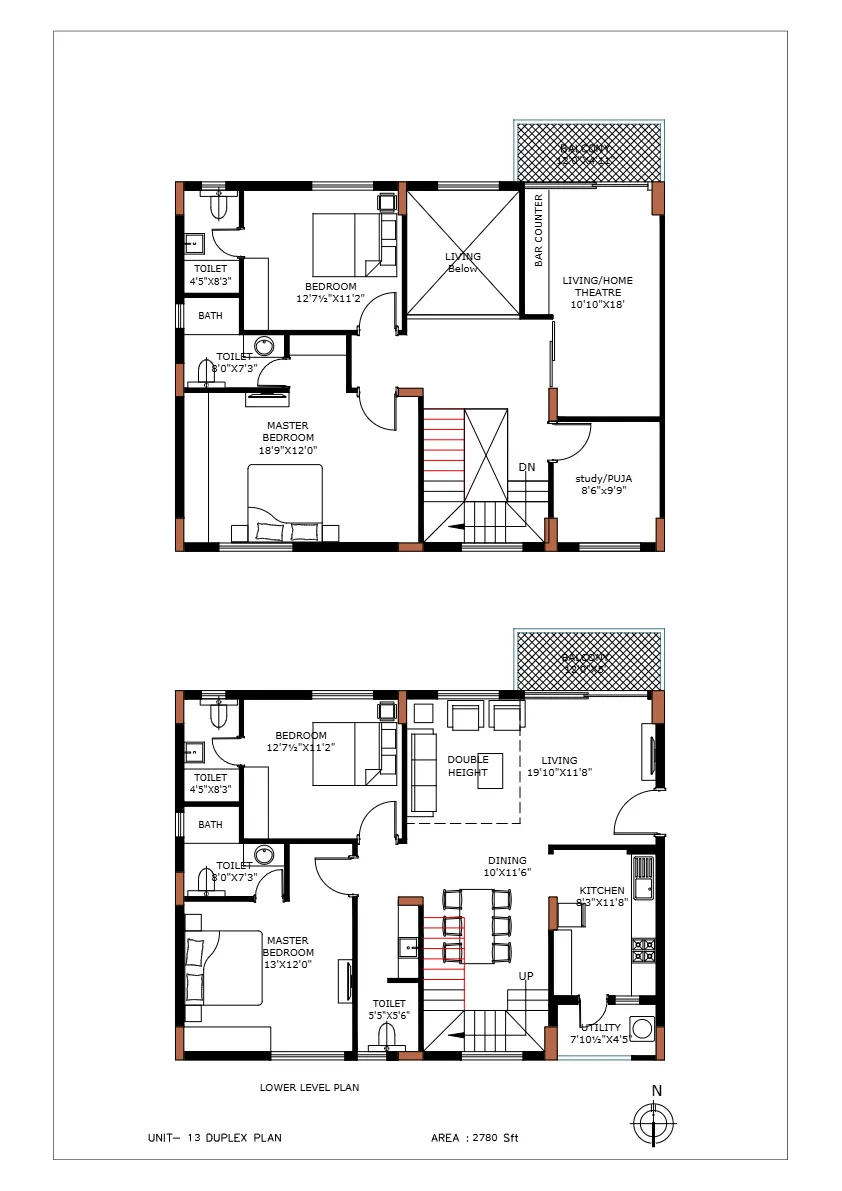 BALCONY
TOILET
4'5"X8'3"
BEDROOM
12'7½"X11'2"
LIVING
Below
BAR COUNTER
LIVING/HOME
THEATRE
10'10"X18'
BATH
TOILET
8'0"X7'3"
MASTER
BEDROOM
18'9"X12'0"
DN
study/PUJA
8'6"x9'9"
BALCONY
BEDROOM
12'7½"X11'2"
TOILET
4'5"X8'3"
DOUBLE
HEIGHT
LIVING
19'10"X11'8"
BATH
TOILET
8'0"X7'3"
DINING
10'X11'6"
KITCHEN
8'3"X11'8"
MASTER
BEDROOM
13'X12'0"
UP
TOILET
5'5"X5'6"
UTILITY
7'10½"X4'5"
LOWER LEVEL PLAN
N
UNIT- 13 DUPLEX PLAN
AREA : 2780 Sft